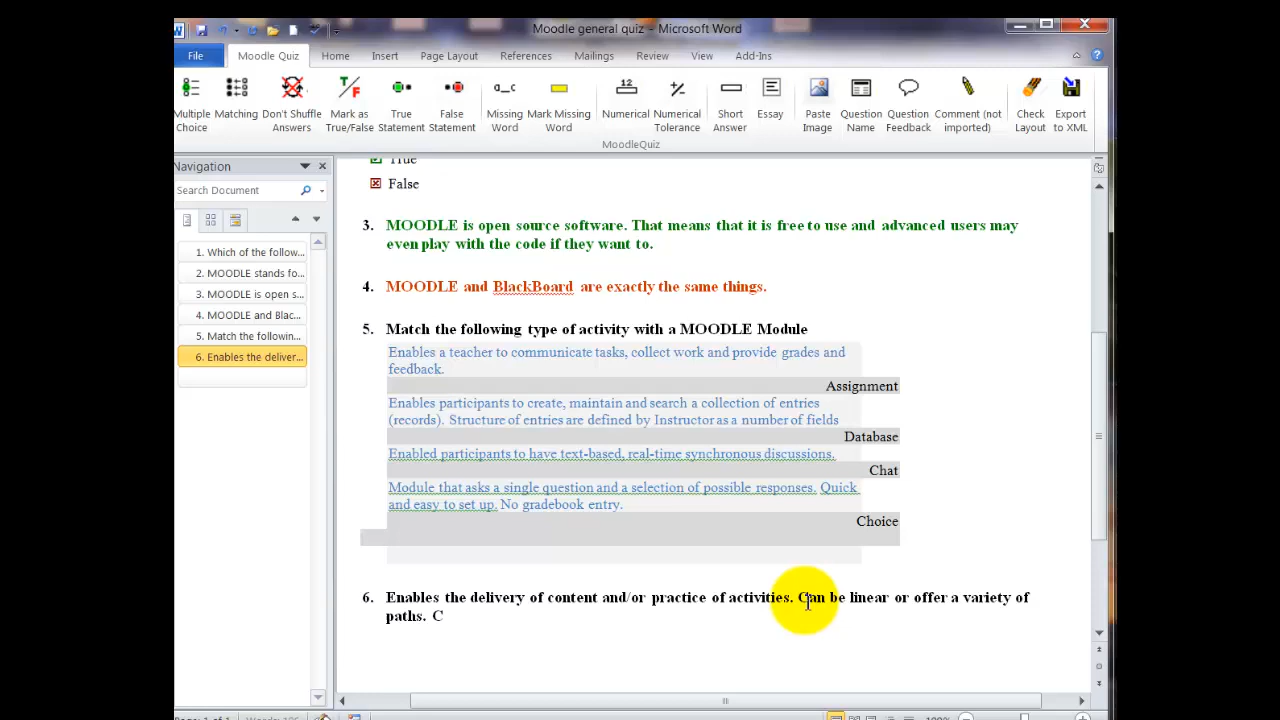 Moodle general quiz - Microsoft Word
File Moodle Quiz Home Insert Page Layout References Mailings Review View Add-Ins
Multiple Choice
Matching
Don't Shuffle Answers
Mark as True/False
True Statement
False Statement
Missing Word
Mark Missing Word
Numerical
Numerical Tolerance
Short Answer
Essay
Paste Image
Question Name
Question Feedback
Comment (not imported)
Check Layout
Export to XML
MoodleQuiz
Navigation
Search Document
1. Which of the follow...
2. MOODLE stands fo...
3. MOODLE is open s...
4. MOODLE and Blac...
5. Match the followin...
6. Enables the deliver...
True
False
3. MOODLE is open source software. That means that it is free to use and advanced users may
even play with the code if they want to.
4. MOODLE and BlackBoard are exactly the same things.
5. Match the following type of activity with a MOODLE Module
Enables a teacher to communicate tasks, collect work and provide grades and
feedback.
Assignment
Enables participants to create, maintain and search a collection of entries
(records). Structure of entries are defined by Instructor as a number of fields
Database
Enabled participants to have text-based, real-time synchronous discussions.
Chat
Module that asks a single question and a selection of possible responses. Quick
and easy to set up. No gradebook entry.
Choice
6. Enables the delivery of content and/or practice of activities. Can be linear or offer a variety of
paths. C